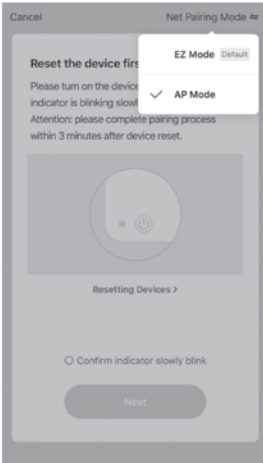 Cancel
Net Pairing Mode ⇋
EZ Mode Default
✓ AP Mode
Reset the device firs
Please turn on the device
indicator is blinking slowl
Attention: please complete pairing process
within 3 minutes after device reset.
Resetting Devices >
Confirm indicator slowly blink
Next